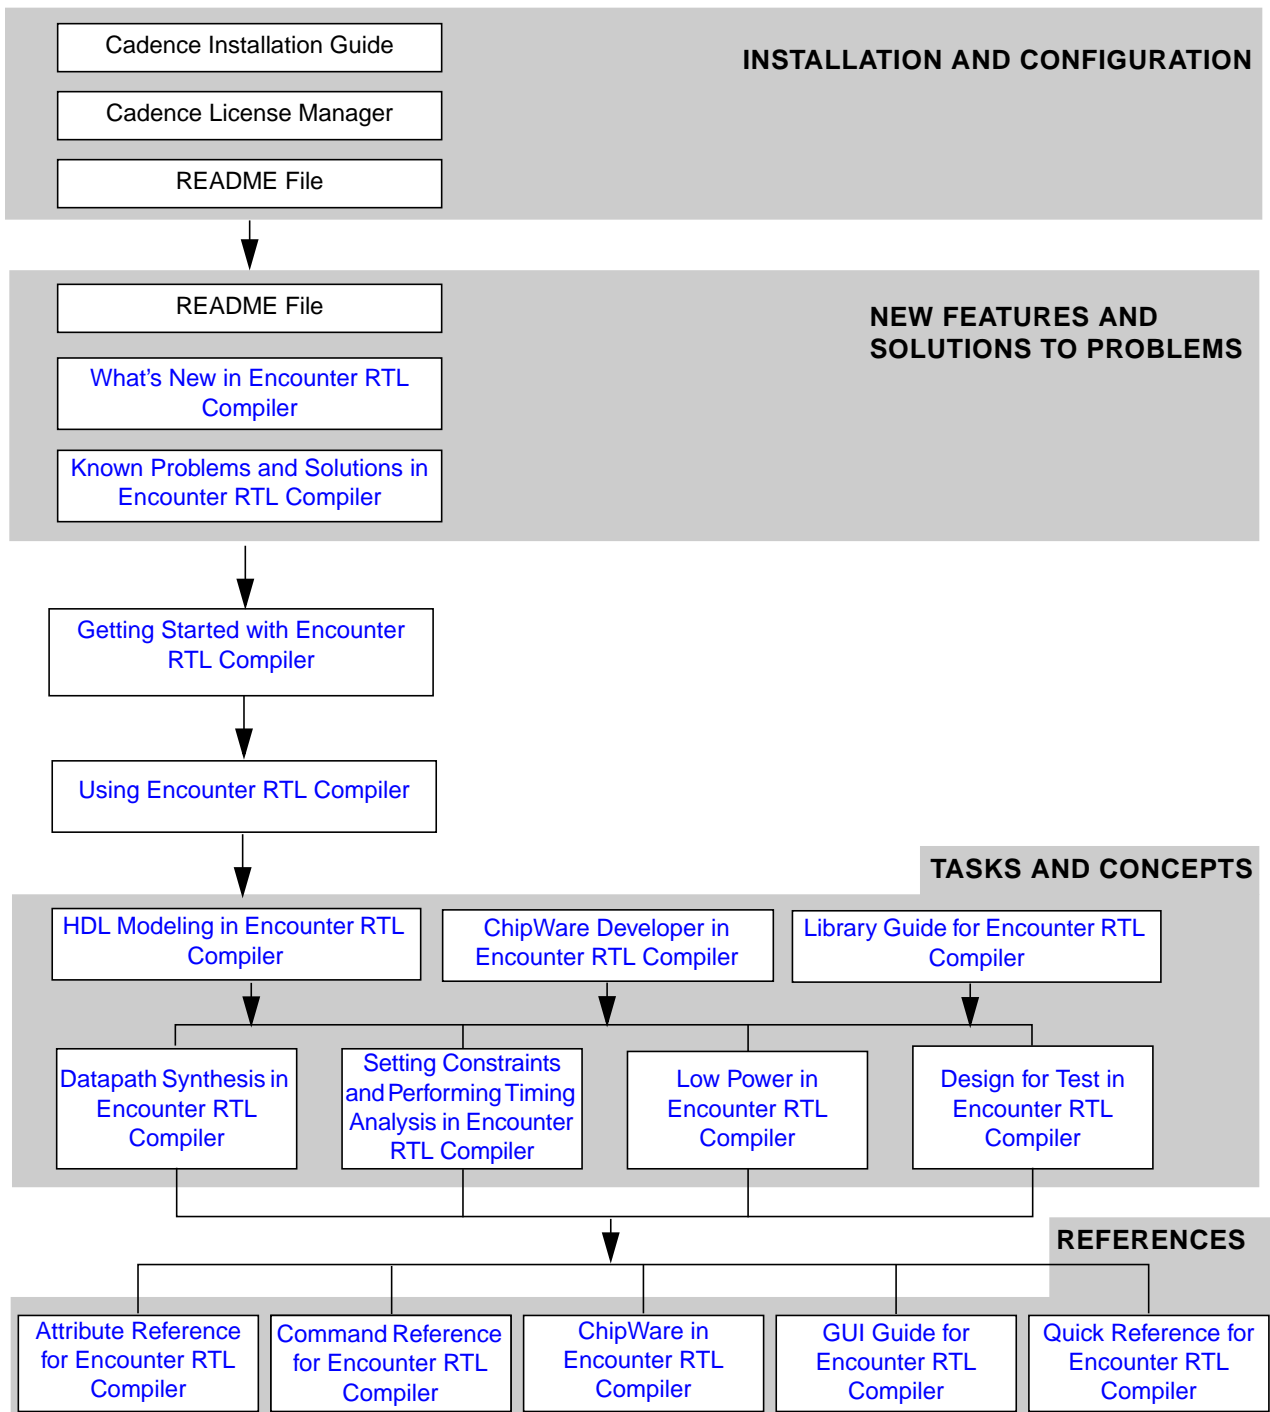 Cadence Installation Guide
INSTALLATION AND CONFIGURATION
Cadence License Manager
README File
README File
NEW FEATURES AND
SOLUTIONS TO PROBLEMS
What's New in Encounter RTL
Compiler
Known Problems and Solutions in
Encounter RTL Compiler
Getting Started with Encounter
RTL Compiler
Using Encounter RTL Compiler
TASKS AND CONCEPTS
HDL Modeling in Encounter RTL
Compiler
ChipWare Developer in
Encounter RTL Compiler
Library Guide for Encounter RTL
Compiler
Datapath Synthesis in
Encounter RTL
Compiler
Setting Constraints
and Performing Timing
Analysis in Encounter
RTL Compiler
Low Power in
Encounter RTL
Compiler
Design for Test in
Encounter RTL
Compiler
REFERENCES
Attribute Reference
for Encounter RTL
Compiler
Command Reference
for Encounter RTL
Compiler
ChipWare in
Encounter RTL
Compiler
GUI Guide for
Encounter RTL
Compiler
Quick Reference for
Encounter RTL
Compiler